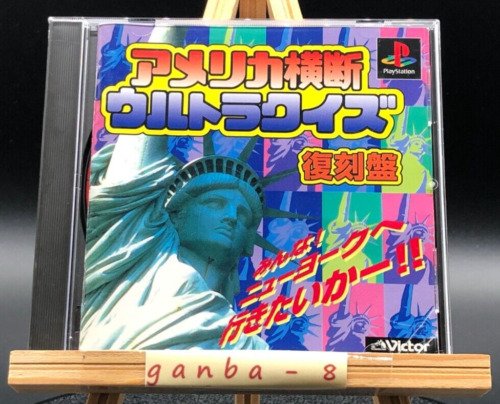 アメリカ横断
ウルトラクイズ
復刻盤
PlayStation
みんな!
ニューヨークへ
行きたいかー!!
Victor
ganba - 8